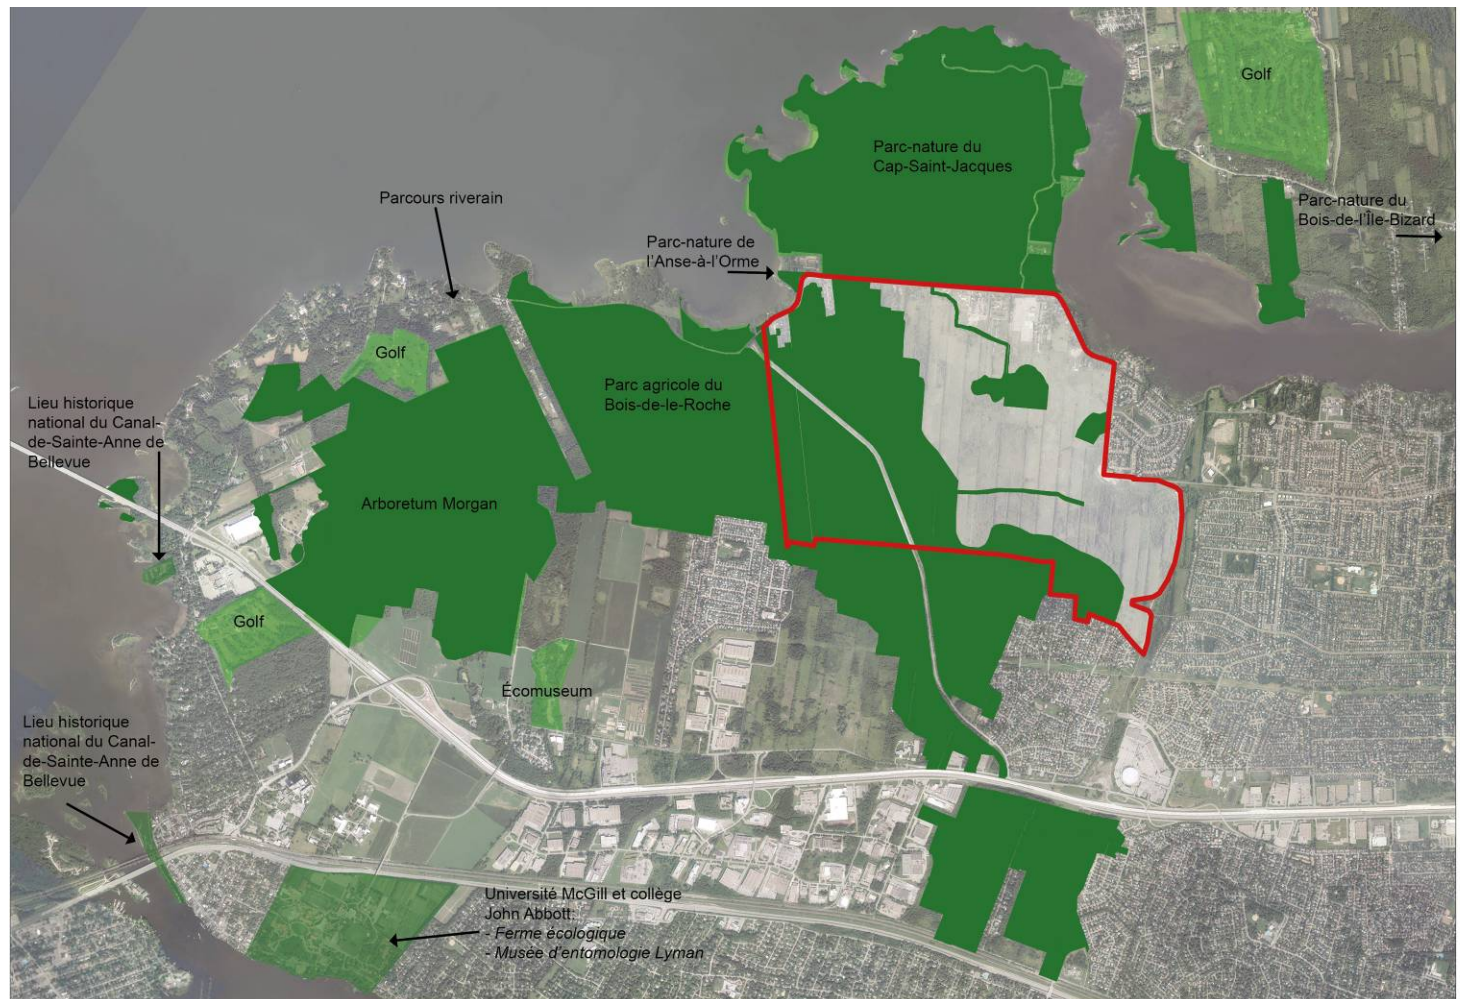 Golf
Parc-nature du
Cap-Saint-Jacques
Parcours riverain
Parc-nature du
Bois-de-l'Île-Bizard
Parc-nature de
l'Anse-à-l'Orme
Golf
Parc agricole du
Bois-de-le-Roche
Lieu historique
national du Canal-
de-Sainte-Anne de
Bellevue
Arboretum Morgan
Golf
Écomuseum
Lieu historique
national du Canal-
de-Sainte-Anne de
Bellevue
Université McGill et collège
John Abbott:
- Ferme écologique
- Musée d'entomologie Lyman